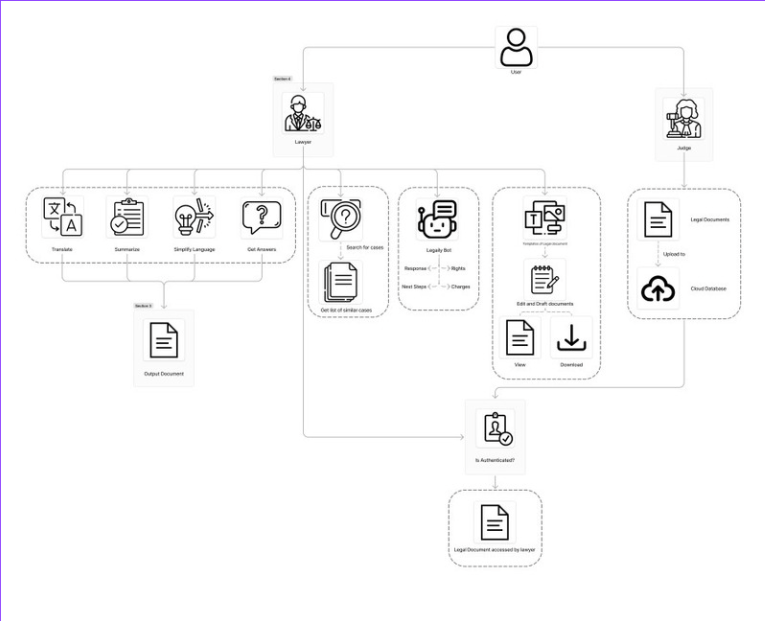 User
Section 4
Lawyer
Judge
文 A
Translate
Summarize
Simplify Language
?
Get Answers
?
Search for cases
Get list of similar cases
Legally Bot
Response
Rights
Next Steps
Charges
T
Templates of Legal document
Edit and Draft documents
View
Download
Legal Documents
Upload to
Cloud Database
Output Document
Is Authenticated?
Legal Document accessed by lawyer